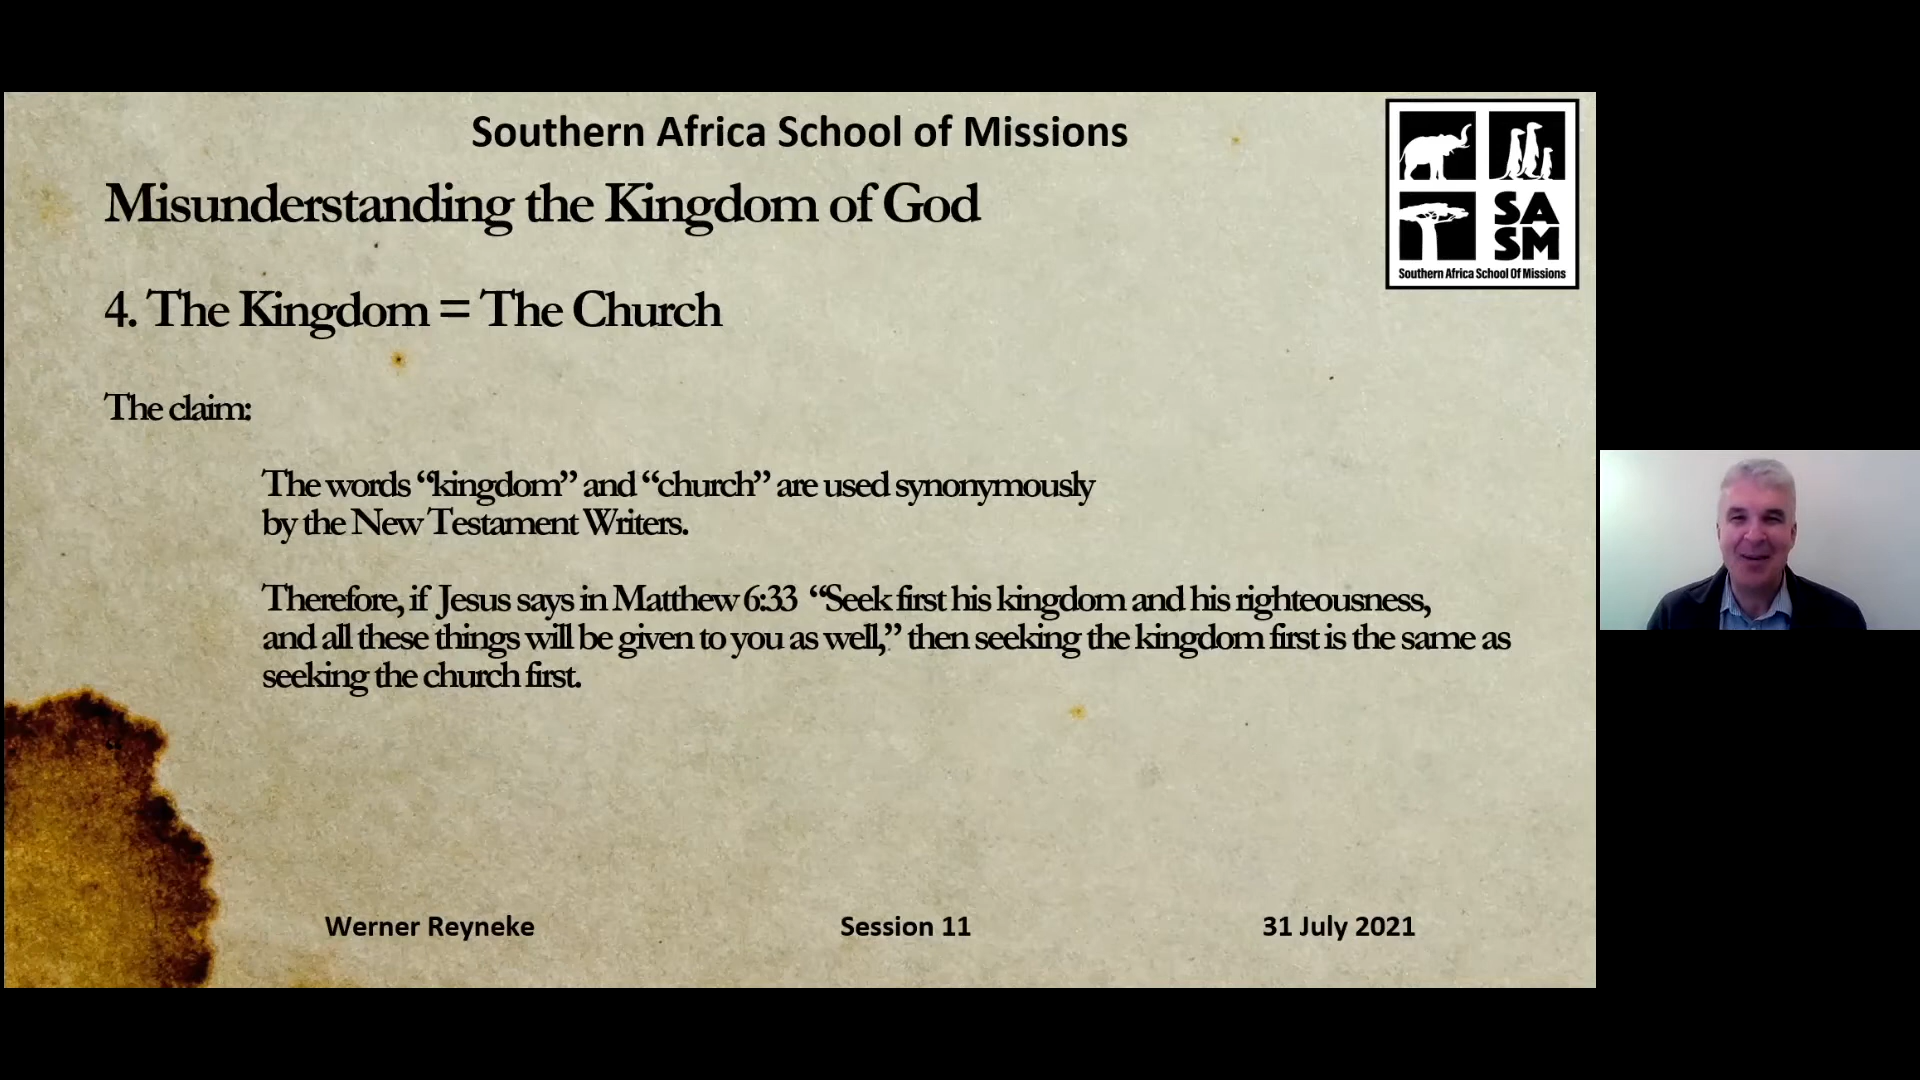 Southern Africa School of Missions
Misunderstanding the Kingdom of God
SA
SM
Southern Africa School Of Missions
4. The Kingdom = The Church
The claim:
The words “kingdom” and “church” are used synonymously
by the New Testament Writers.
Therefore, if Jesus says in Matthew 6:33 “Seek first his kingdom and his righteousness,
and all these things will be given to you as well,” then seeking the kingdom first is the same as
seeking the church first.
Werner Reyneke
Session 11
31 July 2021